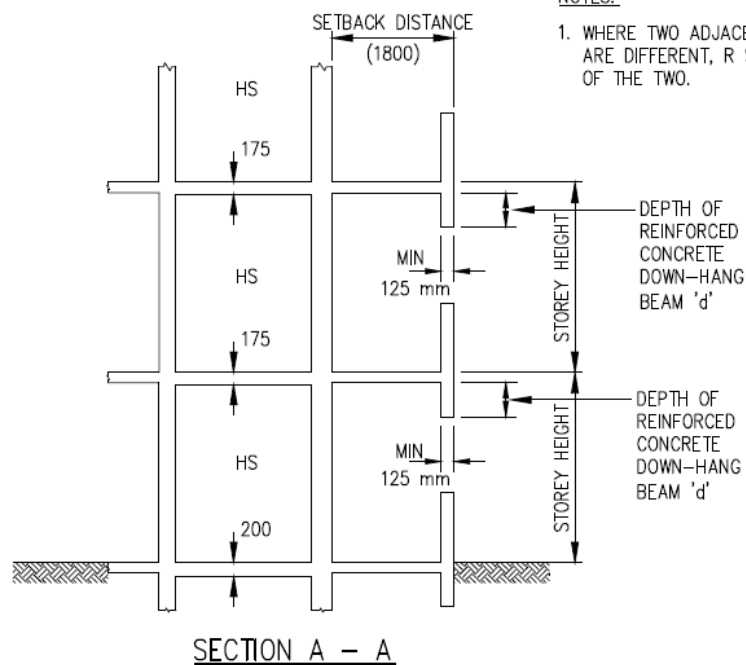 NOTES:
1. WHERE TWO ADJACE
ARE DIFFERENT, R
OF THE TWO.
SETBACK DISTANCE
(1800)
HS
175
DEPTH OF
REINFORCED
CONCRETE
DOWN-HANG
BEAM 'd'
STOREY HEIGHT
MIN
125 mm
HS
175
DEPTH OF
REINFORCED
CONCRETE
DOWN-HANG
BEAM 'd'
STOREY HEIGHT
MIN
125 mm
HS
200
SECTION A - A